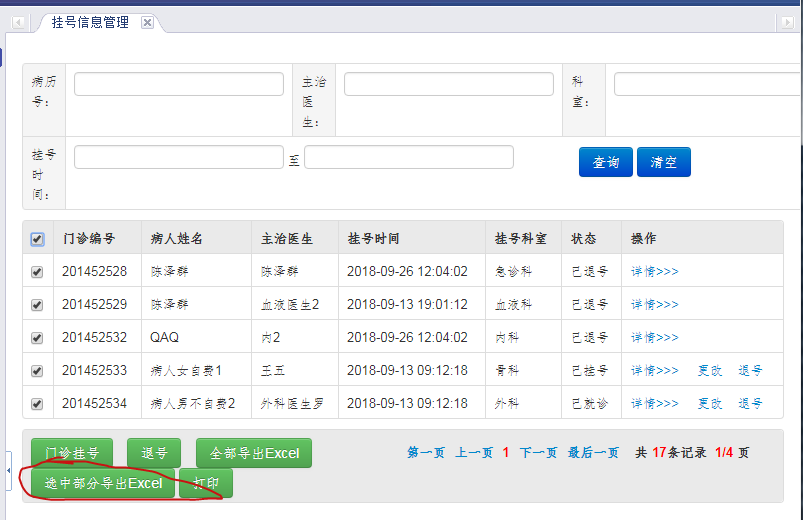 挂号信息管理
病历号：
主治医生：
科室：
挂号时间：
至
查询 清空
门诊编号 病人姓名 主治医生 挂号时间 挂号科室 状态 操作
201452528 陈泽群 陈泽群 2018-09-26 12:04:02 急诊科 已退号 详情>>>
201452529 陈泽群 血液医生2 2018-09-13 19:01:12 血液科 已退号 详情>>>
201452532 QAQ 内2 2018-09-26 12:04:02 内科 已退号 详情>>>
201452533 病人女自费1 王五 2018-09-13 09:12:18 骨科 已挂号 详情>>> 更改 退号
201452534 病人男不自费2 外科医生罗 2018-09-13 09:12:18 外科 已就诊 详情>>> 更改 退号
门诊挂号 退号 全部导出Excel 第一页 上一页 1 下一页 最后一页 共 17条记录 1/4 页
选中部分导出Excel 打印